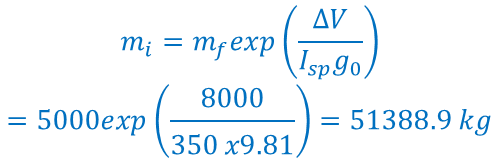 m_i = m_f exp(ΔV / I_sp g_0)
= 5000exp(8000 / 350 x9.81) = 51388.9 kg